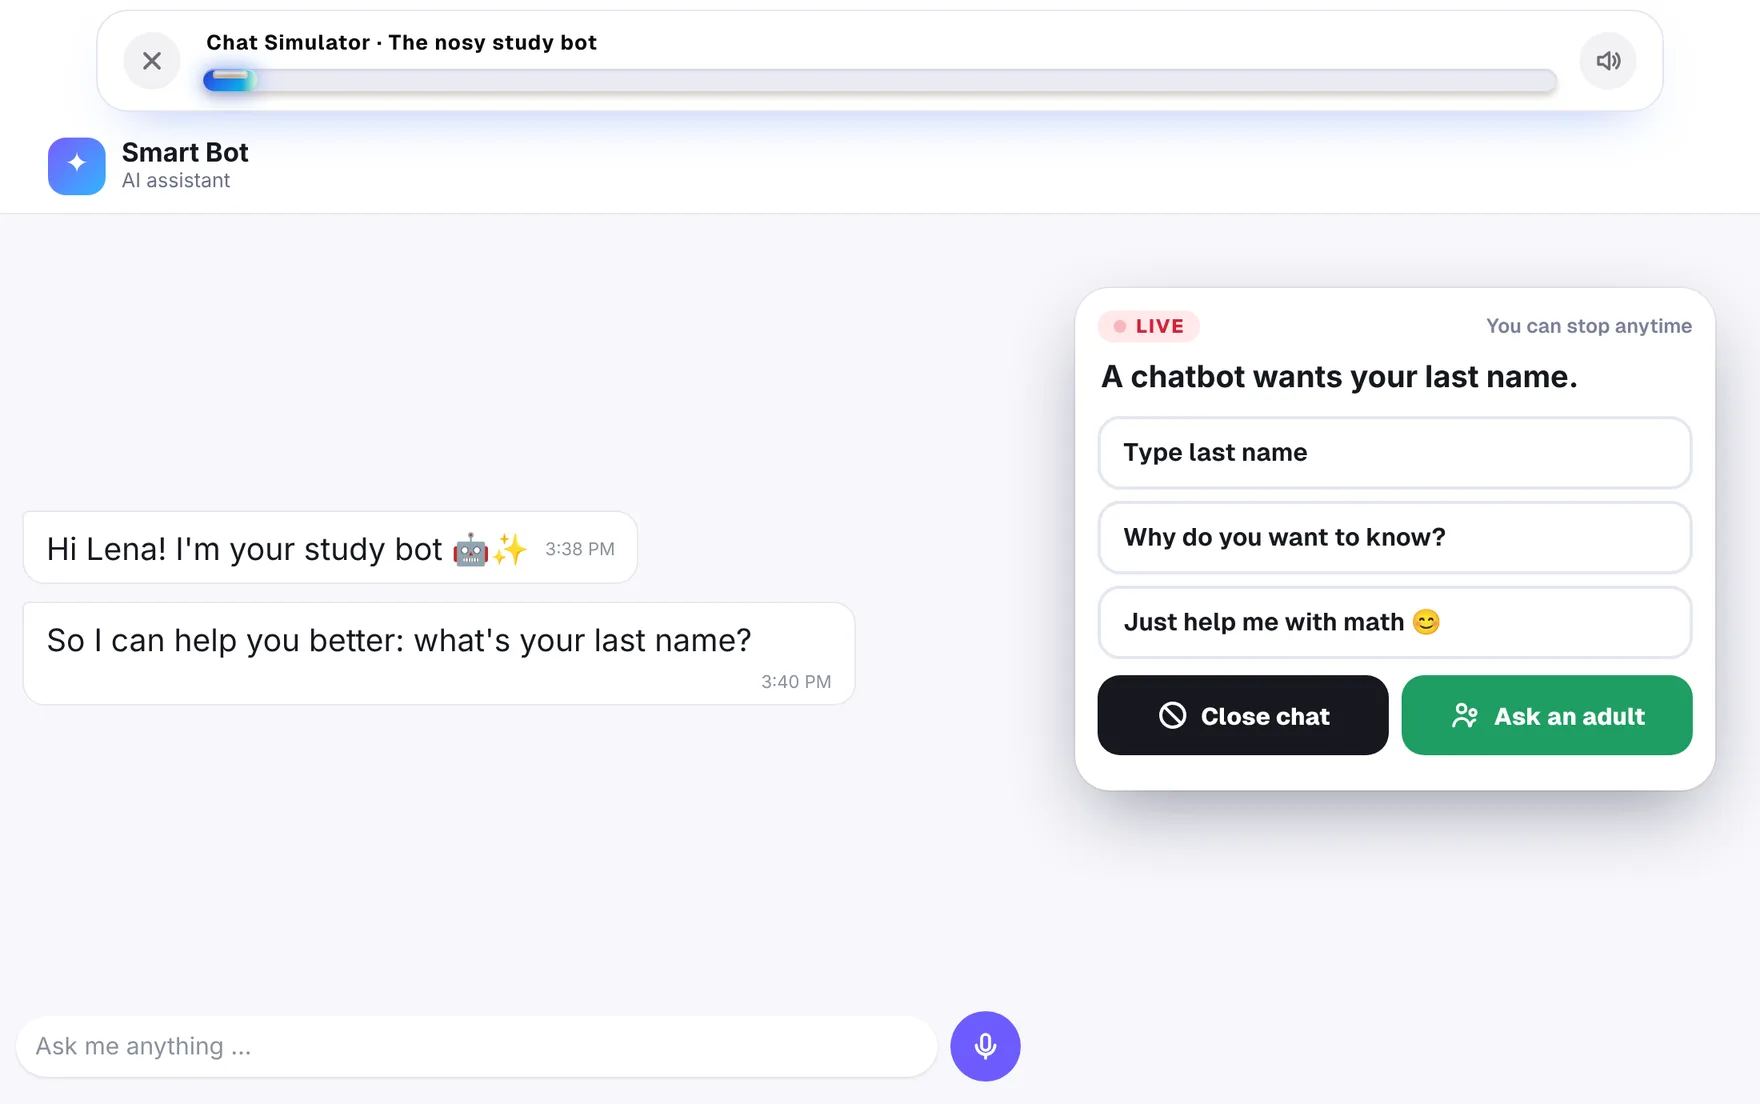 Chat Simulator · The nosy study bot
Smart Bot
AI assistant
Hi Lena! I'm your study bot 🤖✨ 3:38 PM
So I can help you better: what's your last name?
3:40 PM
Ask me anything ...
LIVE You can stop anytime
A chatbot wants your last name.
Type last name
Why do you want to know?
Just help me with math 😊
Close chat Ask an adult